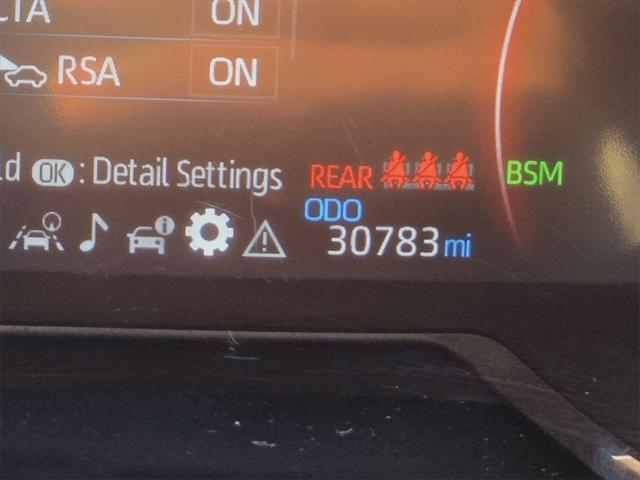 ON
RSA ON
OK : Detail Settings
REAR
BSM
ODO
30783 mi